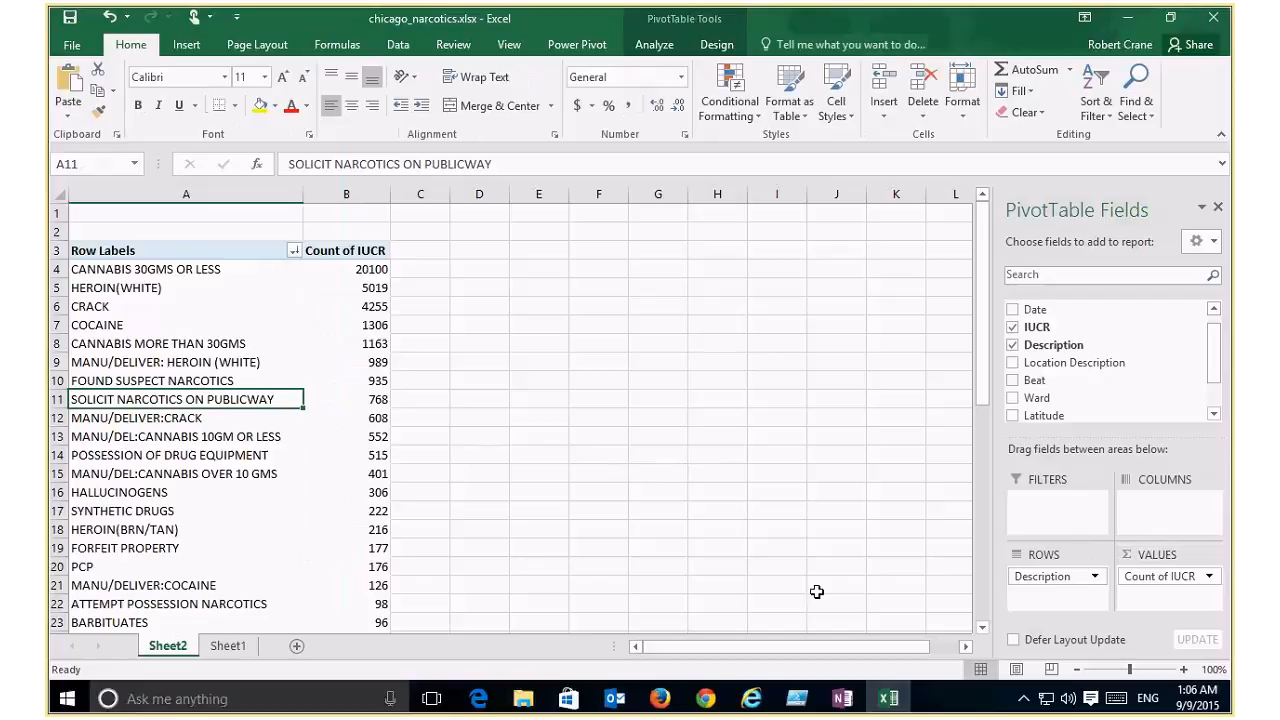 chicago_narcotics.xlsx - Excel
PivotTable Tools
File Home Insert Page Layout Formulas Data Review View Power Pivot Analyze Design Tell me what you want to do... Robert Crane Share
Paste
Clipboard
Calibri 11
B I U A
Font
Wrap Text
Merge & Center
Alignment
General
$ % ,
Number
Conditional Formatting
Format as Table
Cell Styles
Styles
Insert Delete Format
Cells
AutoSum
Fill
Clear
Sort & Filter
Find & Select
Editing
A11 fx SOLICIT NARCOTICS ON PUBLICWAY
A B C D E F G H I J K L
1
2
3 Row Labels Count of IUCR
4 CANNABIS 30GMS OR LESS 20100
5 HEROIN(WHITE) 5019
6 CRACK 4255
7 COCAINE 1306
8 CANNABIS MORE THAN 30GMS 1163
9 MANU/DELIVER: HEROIN (WHITE) 989
10 FOUND SUSPECT NARCOTICS 935
11 SOLICIT NARCOTICS ON PUBLICWAY 768
12 MANU/DELIVER:CRACK 608
13 MANU/DEL:CANNABIS 10GM OR LESS 552
14 POSSESSION OF DRUG EQUIPMENT 515
15 MANU/DEL:CANNABIS OVER 10 GMS 401
16 HALLUCINOGENS 306
17 SYNTHETIC DRUGS 222
18 HEROIN(BRN/TAN) 216
19 FORFEIT PROPERTY 177
20 PCP 176
21 MANU/DELIVER:COCAINE 126
22 ATTEMPT POSSESSION NARCOTICS 98
23 BARBITUATES 96
PivotTable Fields
Choose fields to add to report:
Search
Date
IUCR
Description
Location Description
Beat
Ward
Latitude
Drag fields between areas below:
FILTERS COLUMNS
ROWS Σ VALUES
Description Count of IUCR
Defer Layout Update UPDATE
Sheet2 Sheet1
Ready 100%
Ask me anything
ENG 1:06 AM
9/9/2015